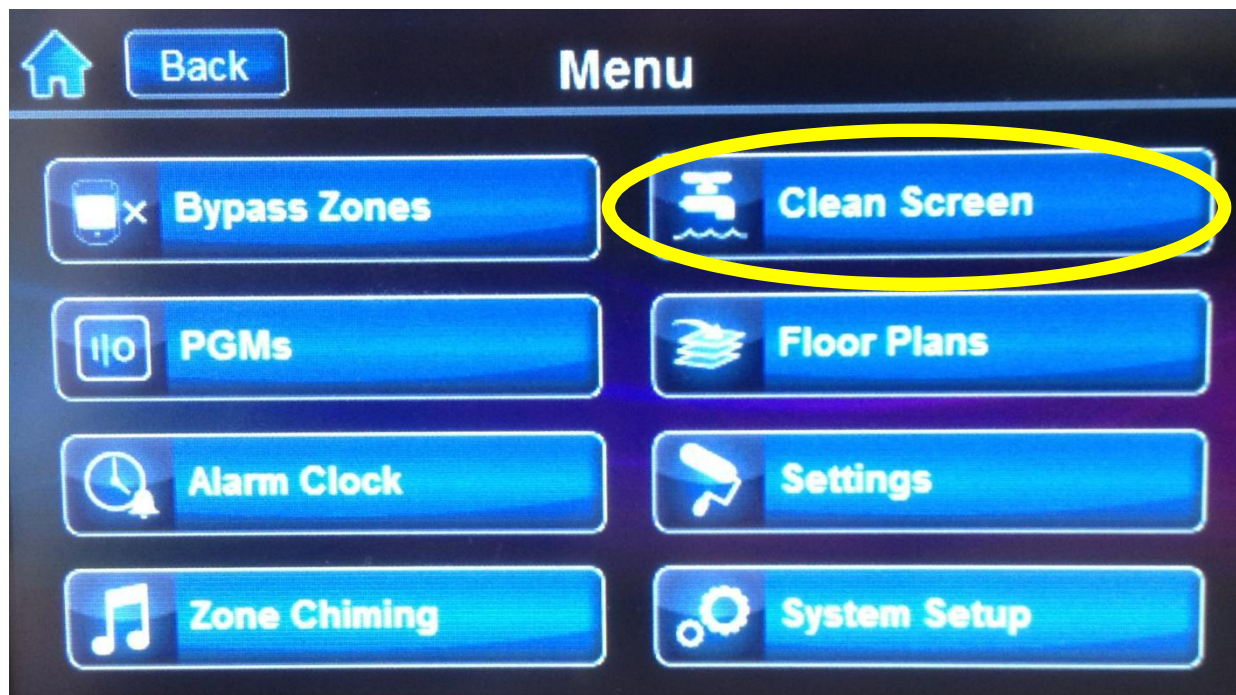 Back
Menu
Bypass Zones
Clean Screen
I|O
PGMs
Floor Plans
Alarm Clock
Settings
Zone Chiming
System Setup